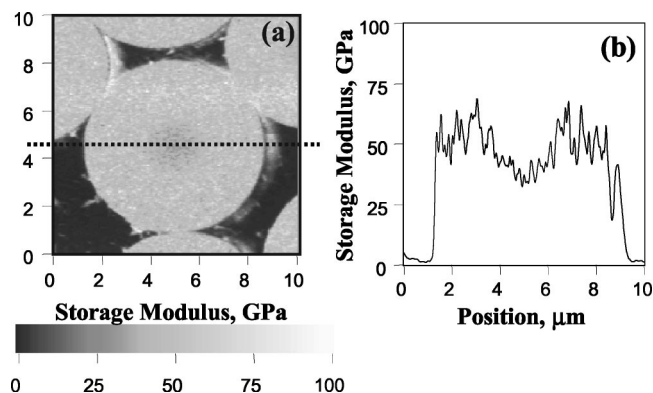 (a)
10
8
6
4
2
0
0 2 4 6 8 10
Storage Modulus, GPa
0 25 50 75 100
(b)
Storage Modulus, GPa
100
75
50
25
0
0 2 4 6 8 10
Position, μm